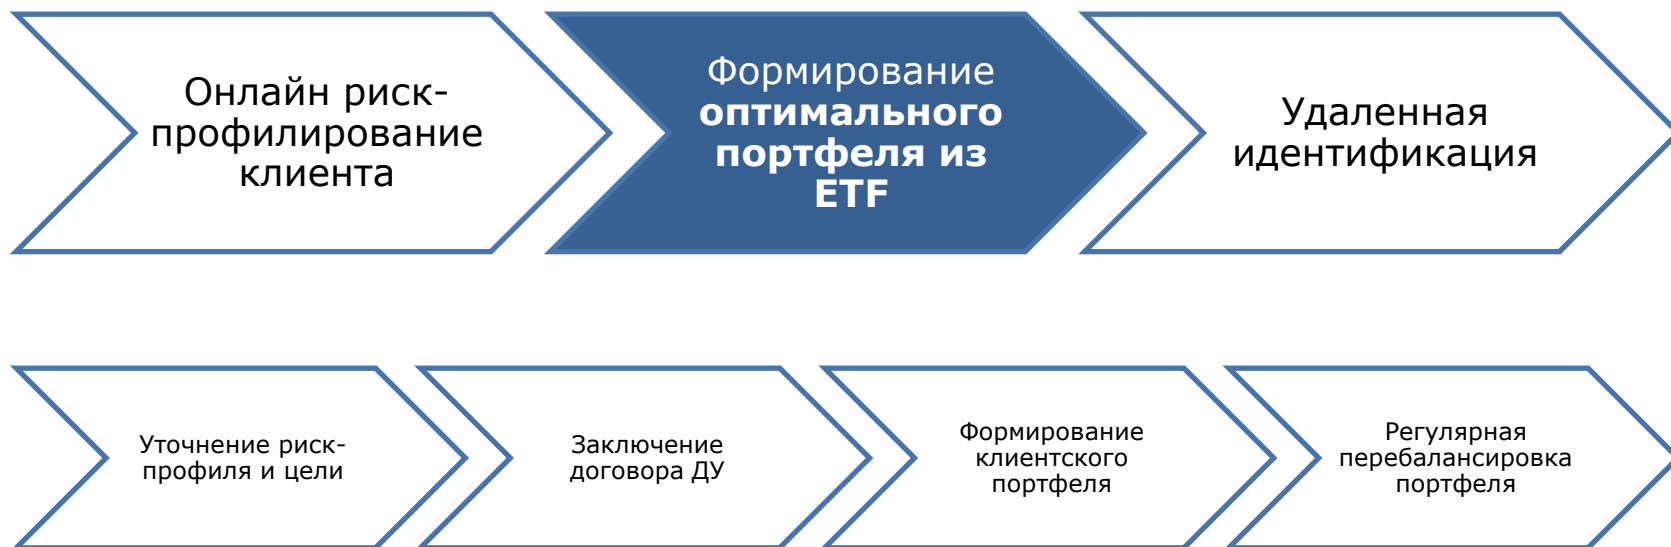 Онлайн риск-
профилирование
клиента
Формирование
оптимального
портфеля из
ETF
Удаленная
идентификация
Уточнение риск-
профиля и цели
Заключение
договора ДУ
Формирование
клиентского
портфеля
Регулярная
перебалансировка
портфеля